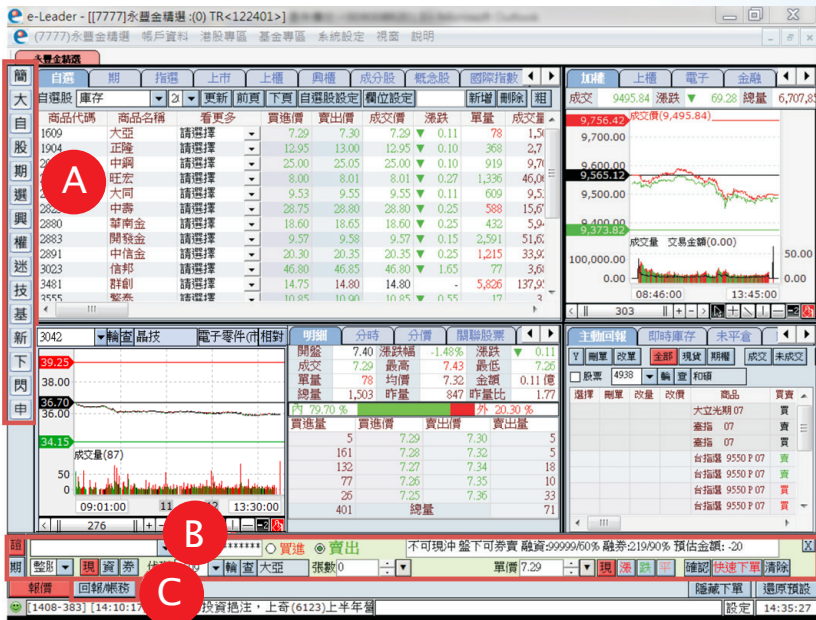 e-Leader - [[7777]永豐金精選 :(0) TR<122401>]
(7777)永豐金精選 帳戶資料 港股專區 基金專區 系統設定 視窗 說明
永豐金精選
簡
大
自
股
期
選
興
權
迷
技
基
新
下
閃
申
自選 期 指選 上市 上櫃 興櫃 成分股 概念股 國際指數
自選股 庫存 更新 前頁 下頁 自選股設定 欄位設定 新增 刪除 粗
商品代碼 商品名稱 看更多 買進價 賣出價 成交價 漲跌 單量 成交量
1609 大亞 請選擇 7.29 7.30 7.29 ▼ 0.11 78
1904 正隆 請選擇 12.95 13.00 12.95 ▼ 0.10 368
中鋼 請選擇 25.00 25.05 25.00 ▼ 0.10 919
旺宏 請選擇 8.00 8.01 8.01 ▼ 0.27 1,336
大同 請選擇 9.53 9.55 9.55 ▼ 0.11 609
中壽 請選擇 28.75 28.80 28.80 ▼ 0.25 588
2880 華南金 請選擇 18.60 18.65 18.60 ▼ 0.25 432
2883 開發金 請選擇 9.57 9.58 9.57 ▼ 0.15 2,591
2891 中信金 請選擇 20.30 20.35 20.35 ▼ 0.25 1,215
3023 信邦 請選擇 46.80 46.85 46.80 ▼ 1.65 77
3481 群創 請選擇 14.75 14.80 14.80 - 5,826
A
加權 上櫃 電子 金融
成交 9495.84 漲跌 ▼ 69.28 總量 6,707,8
9,756.42 成交價(9,495.84)
9,700.00
9,600.00
9,565.12
9,500.00
9,400.00
9,373.82
成交量 交易金額(0.00)
100,000.00 50.00
0.00 0.00
08:46:00 13:45:00
303
3042 輪 查 晶技 電子零件(市 相對
39.25
38.00
36.70
36.00
34.15
成交量(87)
50
0
09:01:00 11 12 13:30:00
276
明細 分時 分價 關聯股票
開盤 7.40 漲跌幅 -1.48% 漲跌 ▼ 0.11
成交 7.29 最高 7.43 最低 7.26
單量 78 均價 7.32 金額 0.11 億
總量 1,503 昨量 847 昨量比 1.77
內 79.70 % 外 20.30 %
買進量 買進價 賣出價 賣出量
5 7.29 7.30 5
161 7.28 7.32 5
132 7.27 7.34 18
77 7.26 7.35 10
26 7.25 7.36 33
401 總量 71
主動回報 即時庫存 未平倉
Y 刪單 改單 全部 現貨 期權 成交 未成交
股票 4938 輪 查 和碩
選擇 刪單 改量 改價 商品 買賣
大立光期 07 買
臺指 07 買
臺指 07 買
台指選 9550 P 07 賣
台指選 9550 P 07 賣
台指選 9550 P 07 買
台指選 9550 P 07 買
B
******* 買進 賣出 不可現沖 盤下可券賣 融資:99999/60% 融券:219/90% 預估金額: -20 X
期 整股 現 資 券 輪 查 大亞 張數 0 單價 7.29 現 漲 跌 平 確認 快速下單 清除
報價 回報/帳務 隱藏下單 還原預設
C
[1408-383] [14:10:1 投資挹注，上奇(6123)上半年營 設定 14:35:27